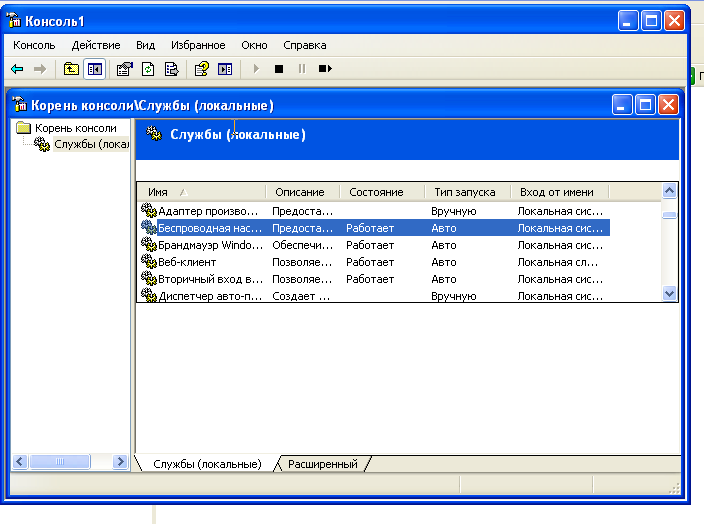 Консоль1
Консоль Действие Вид Избранное Окно Справка
Корень консоли\Службы (локальные)
Корень консоли
Службы (локал
Службы (локальные)
Имя Описание Состояние Тип запуска Вход от имени
Адаптер произво... Предоста... Вручную Локальная сис...
Беспроводная нас... Предоста... Работает Авто Локальная сис...
Брандмауэр Windo... Обеспечи... Работает Авто Локальная сис...
Веб-клиент Позволяе... Работает Авто Локальная сл...
Вторичный вход в... Позволяе... Работает Авто Локальная сис...
Диспетчер авто-п... Создает ... Вручную Локальная сис...
Службы (локальные) Расширенный